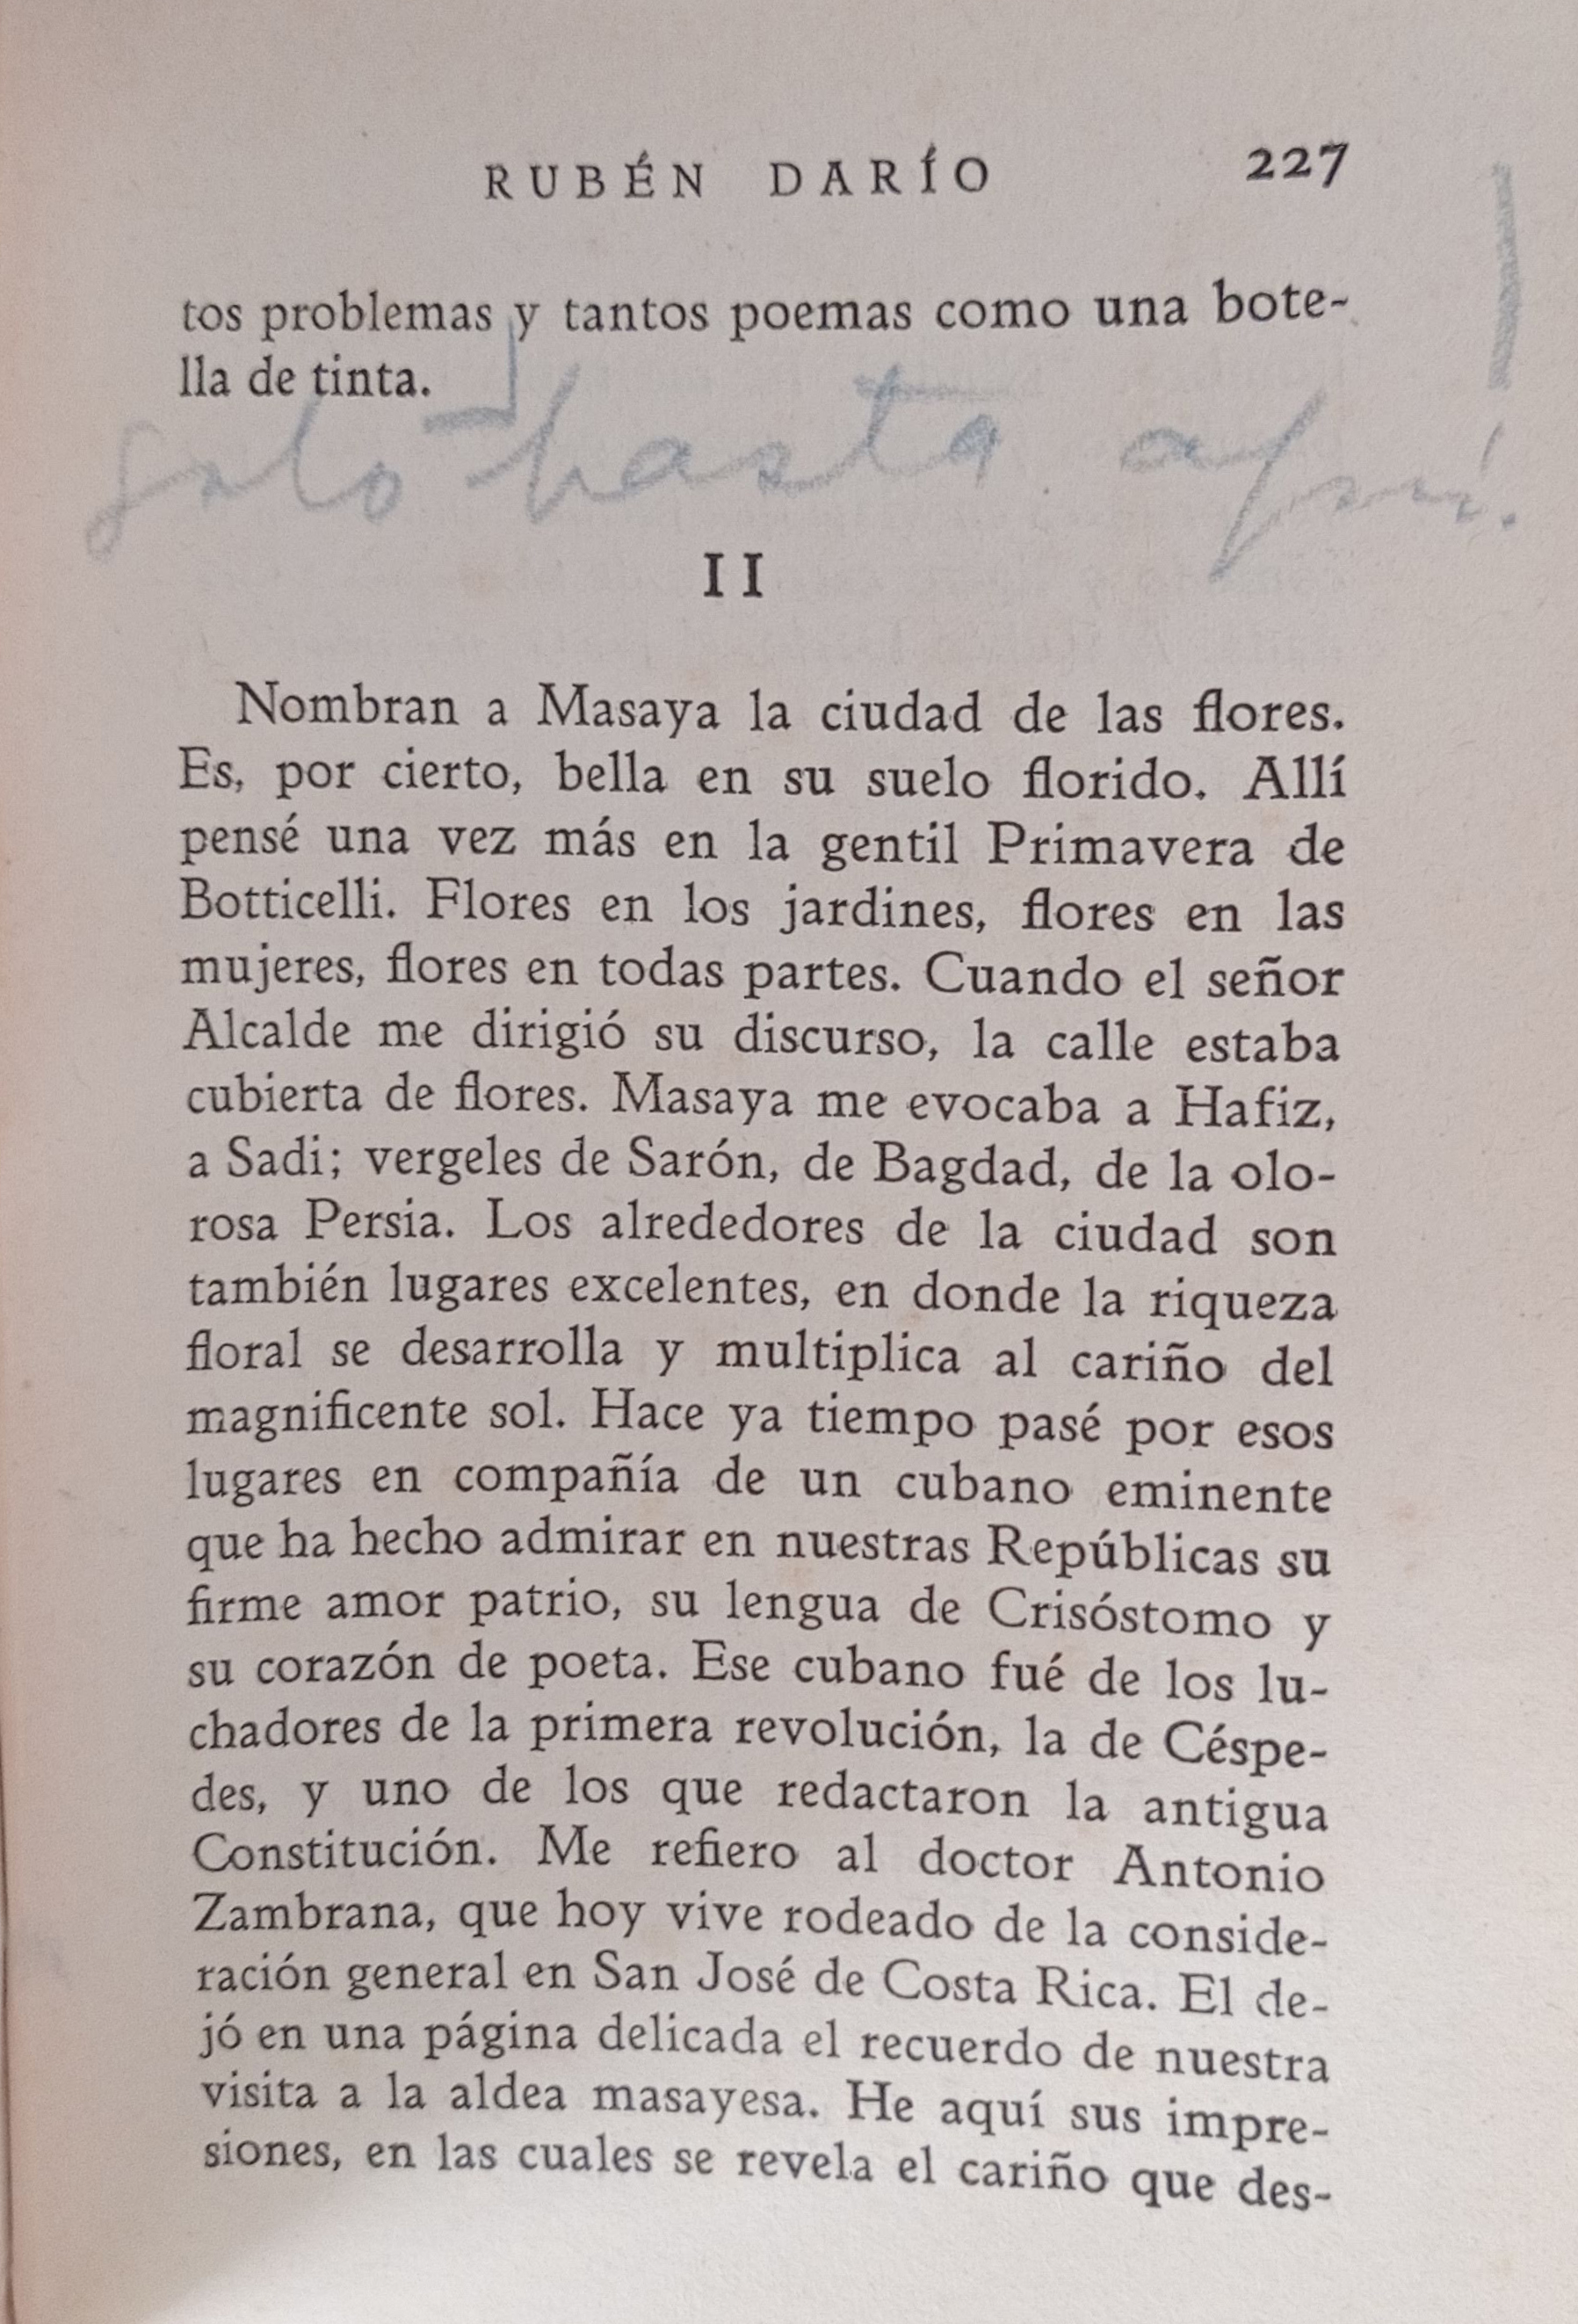 RUBÉN DARÍO 227
tos problemas y tantos poemas como una bote-
lla de tinta.
solo hasta aquí.
II
Nombran a Masaya la ciudad de las flores.
Es, por cierto, bella en su suelo florido. Allí
pensé una vez más en la gentil Primavera de
Botticelli. Flores en los jardines, flores en las
mujeres, flores en todas partes. Cuando el señor
Alcalde me dirigió su discurso, la calle estaba
cubierta de flores. Masaya me evocaba a Hafiz,
a Sadi; vergeles de Sarón, de Bagdad, de la olo-
rosa Persia. Los alrededores de la ciudad son
también lugares excelentes, en donde la riqueza
floral se desarrolla y multiplica al cariño del
magnificente sol. Hace ya tiempo pasé por esos
lugares en compañía de un cubano eminente
que ha hecho admirar en nuestras Repúblicas su
firme amor patrio, su lengua de Crisóstomo y
su corazón de poeta. Ese cubano fué de los lu-
chadores de la primera revolución, la de Céspe-
des, y uno de los que redactaron la antigua
Constitución. Me refiero al doctor Antonio
Zambrana, que hoy vive rodeado de la conside-
ración general en San José de Costa Rica. El de-
jó en una página delicada el recuerdo de nuestra
visita a la aldea masayesa. He aquí sus impre-
siones, en las cuales se revela el cariño que des-